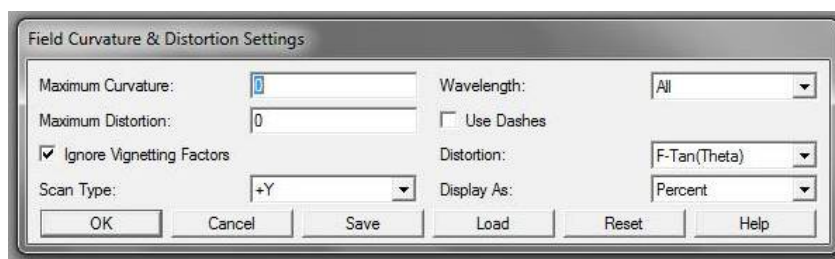 Field Curvature & Distortion Settings
Maximum Curvature: 0 Wavelength: All
Maximum Distortion: 0 Use Dashes
Ignore Vignetting Factors Distortion: F-Tan(Theta)
Scan Type: +Y Display As: Percent
OK Cancel Save Load Reset Help